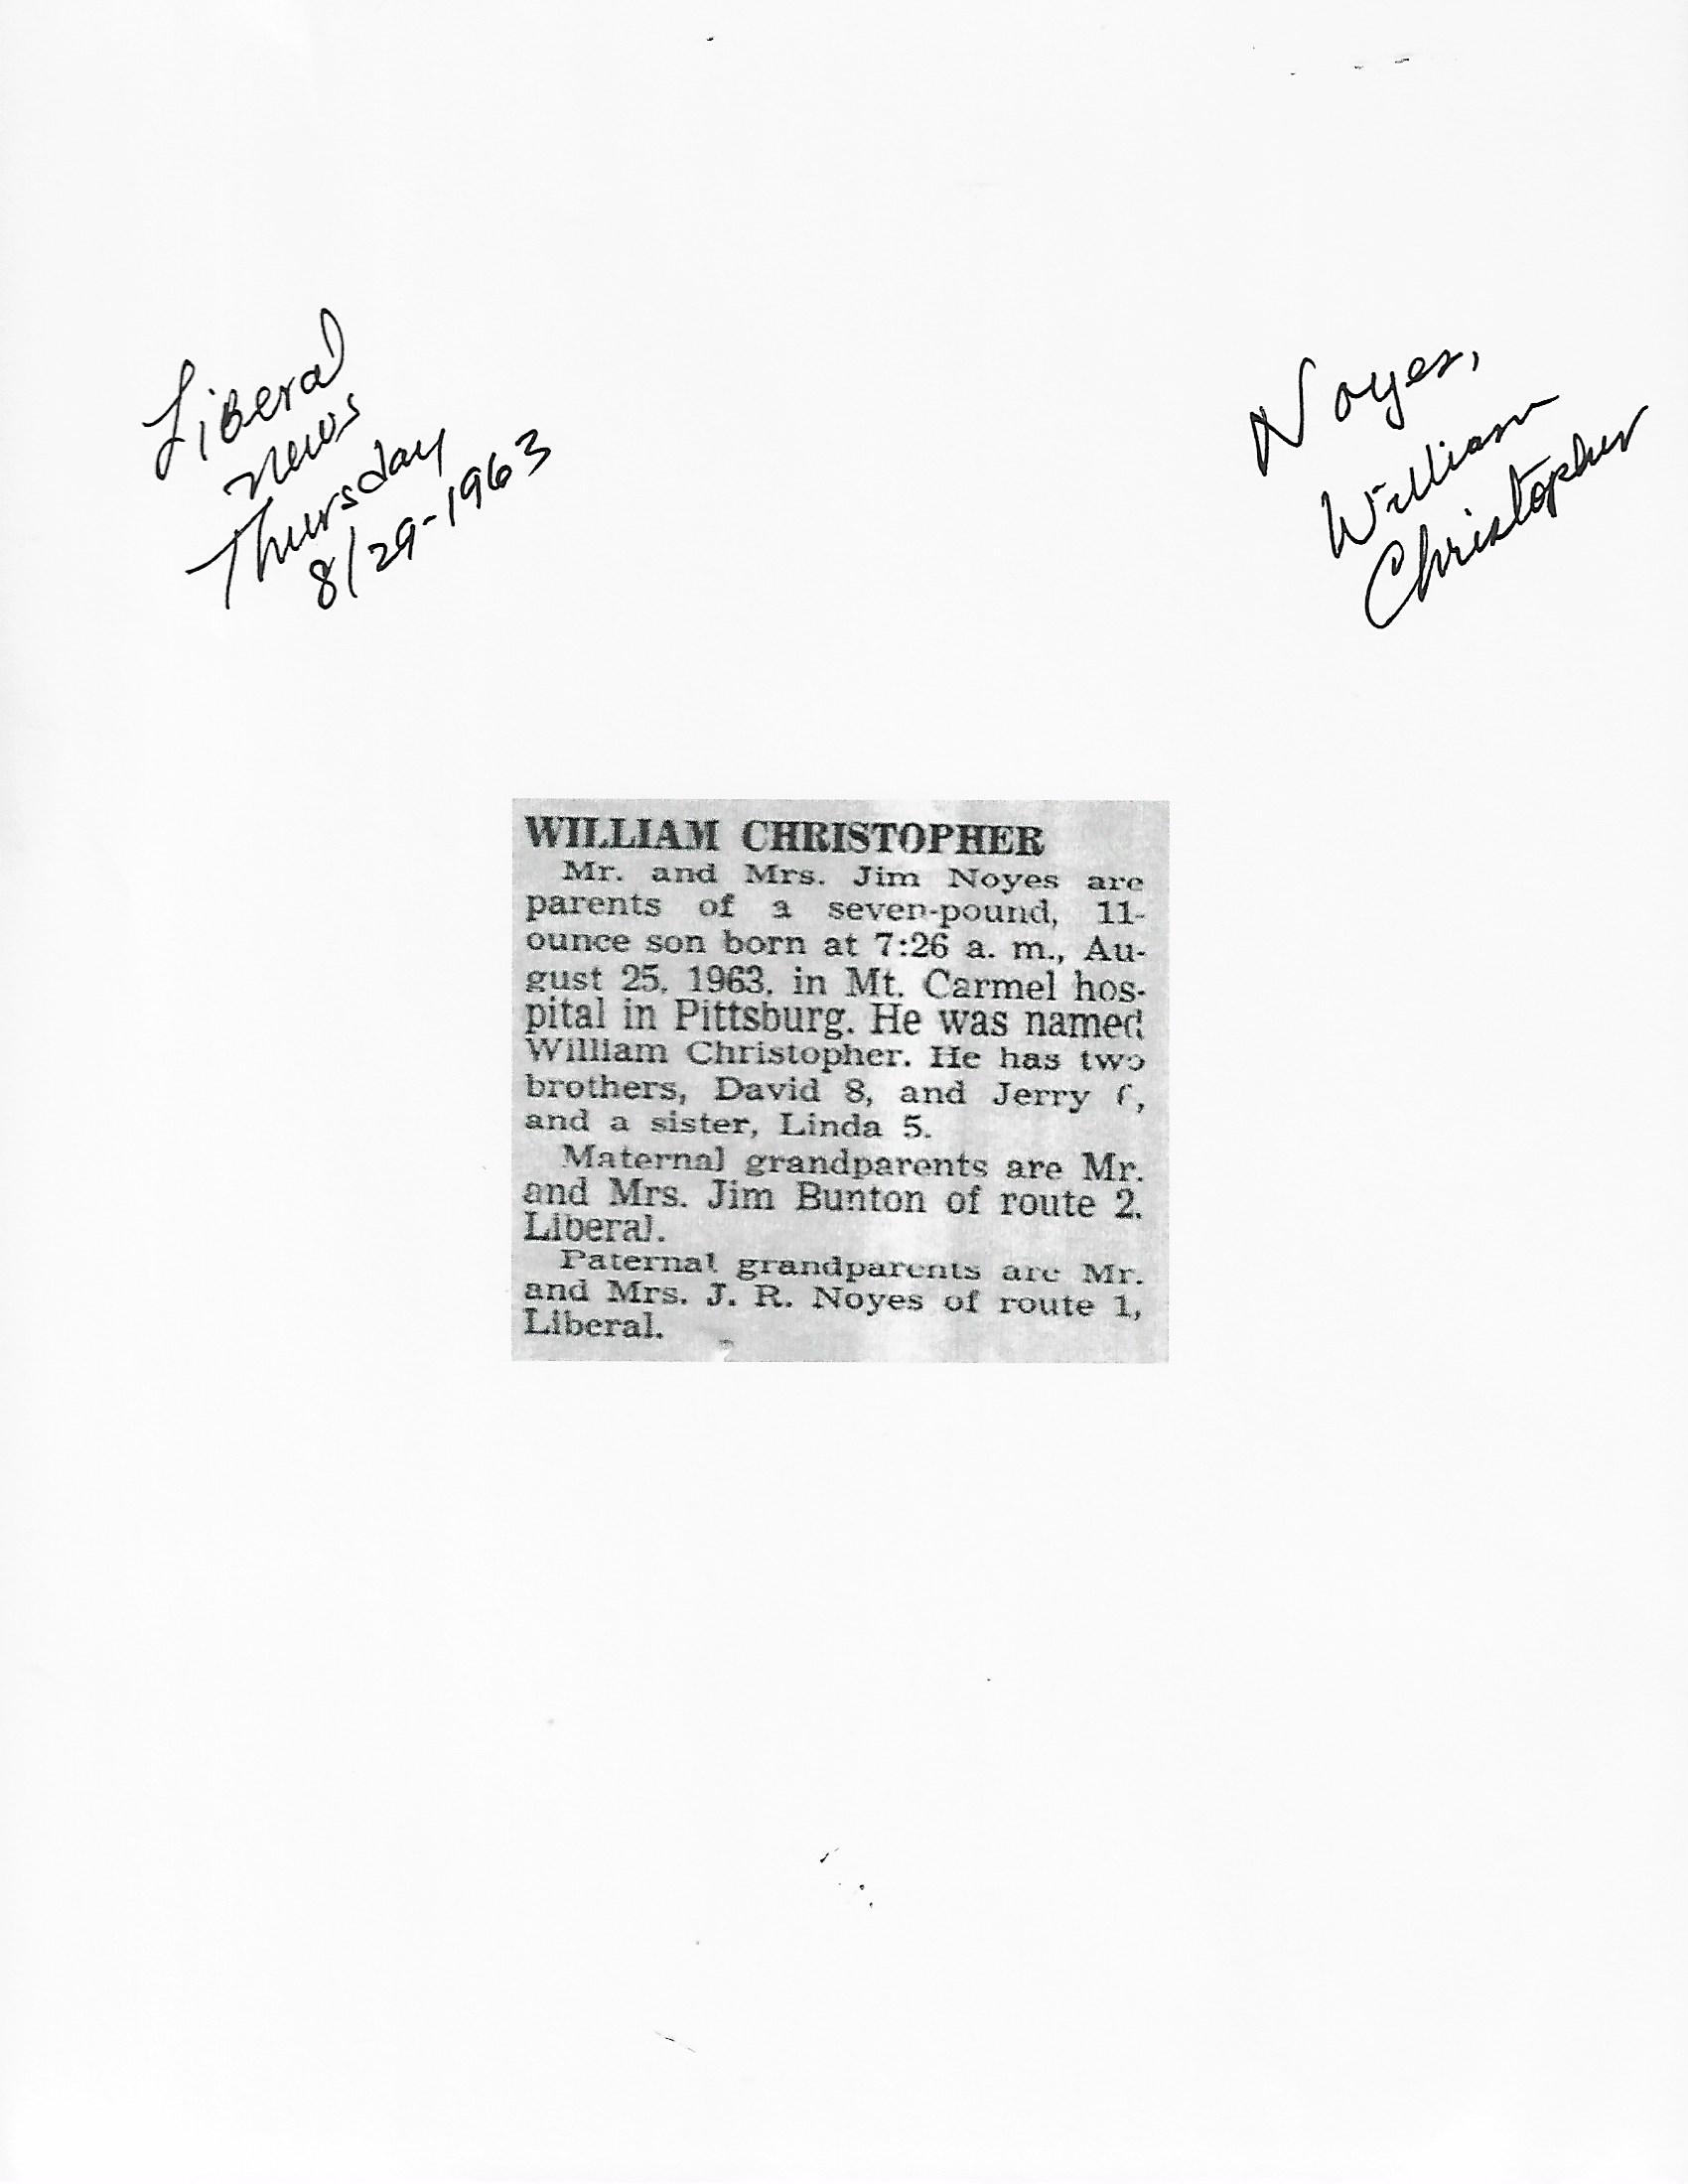 Liberal
News
Thursday
8/29-1963
Noyes,
William
Christopher
WILLIAM CHRISTOPHER
Mr. and Mrs. Jim Noyes are
parents of a seven-pound, 11-
ounce son born at 7:26 a. m., Au-
gust 25, 1963, in Mt. Carmel hos-
pital in Pittsburg. He was named
William Christopher. He has two
brothers, David 8, and Jerry
and a sister, Linda 5.
Maternal grandparents are Mr.
and Mrs. Jim Bunton of route 2,
Liberal.
Paternal grandparents are Mr.
and Mrs. J. R. Noyes of route 1,
Liberal.